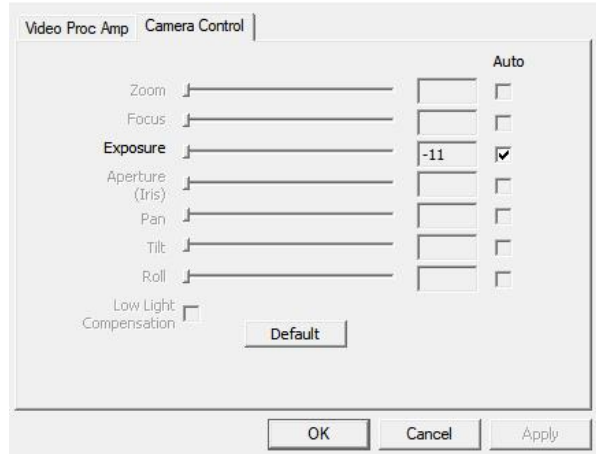 Video Proc Amp
Camera Control
Auto
Zoom
Focus
Exposure
-11
Aperture
(Iris)
Pan
Tilt
Roll
Low Light
Compensation
Default
OK
Cancel
Apply